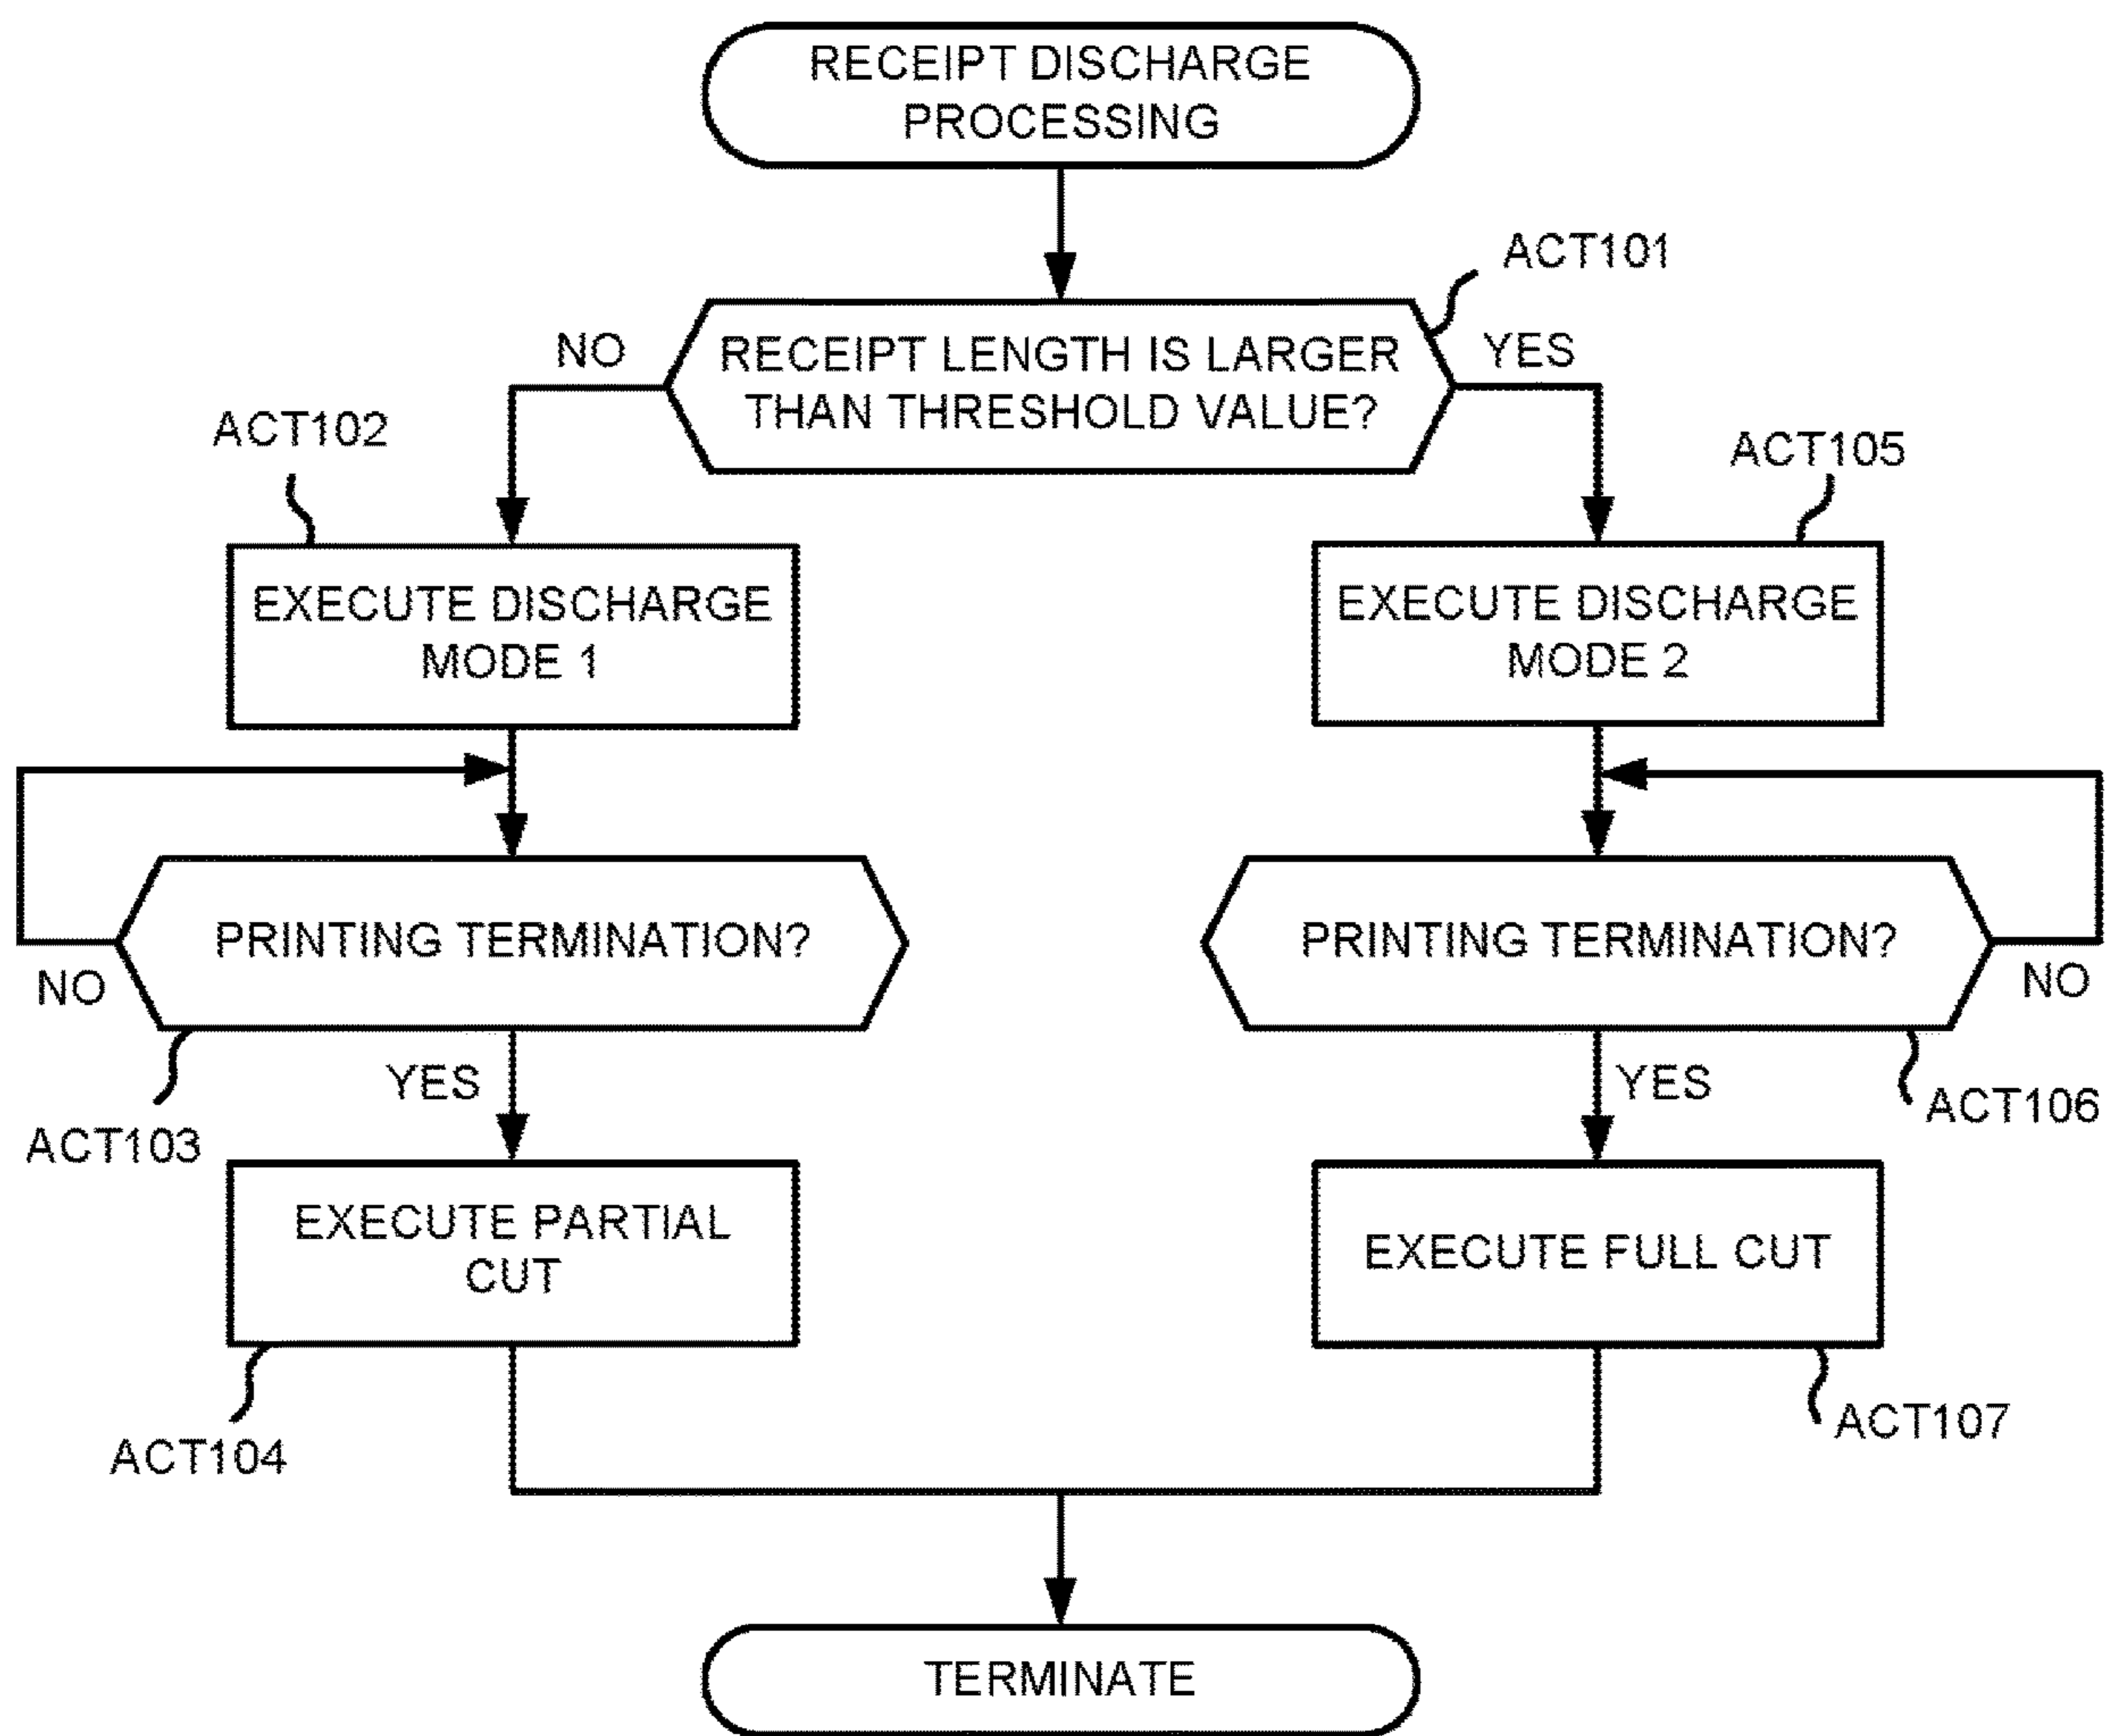 RECEIPT DISCHARGE
PROCESSING
ACT101
NO
RECEIPT LENGTH IS LARGER
THAN THRESHOLD VALUE?
YES
ACT102
ACT105
EXECUTE DISCHARGE
MODE 1
EXECUTE DISCHARGE
MODE 2
PRINTING TERMINATION?
NO
PRINTING TERMINATION?
NO
YES
ACT103
YES
ACT106
EXECUTE PARTIAL
CUT
EXECUTE FULL CUT
ACT104
ACT107
TERMINATE